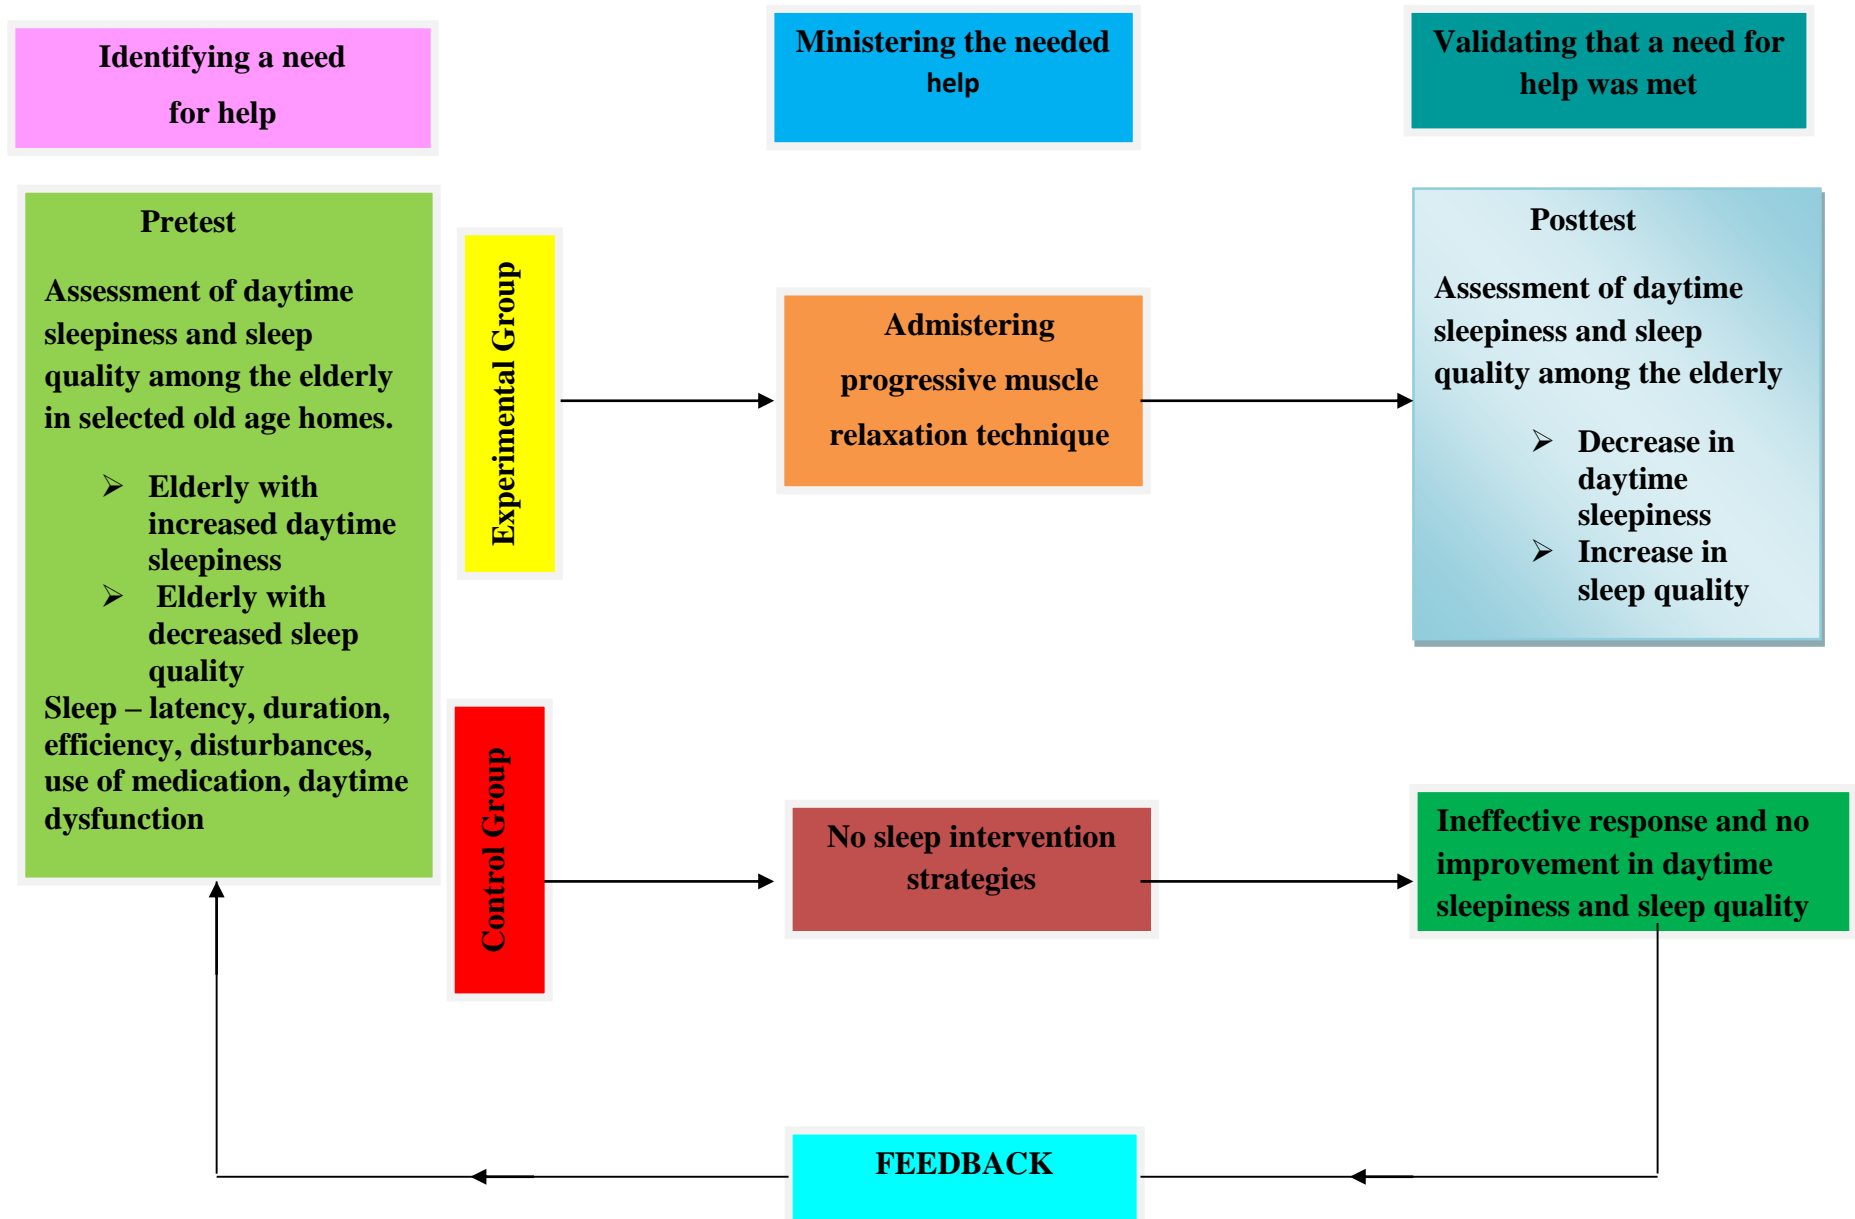 Identifying a need
for help
Ministering the needed
help
Validating that a need for
help was met
Pretest
Assessment of daytime
sleepiness and sleep
quality among the elderly
in selected old age homes.
➢ Elderly with
increased daytime
sleepiness
➢ Elderly with
decreased sleep
quality
Sleep – latency, duration,
efficiency, disturbances,
use of medication, daytime
dysfunction
Experimental Group
Admistering
progressive muscle
relaxation technique
Posttest
Assessment of daytime
sleepiness and sleep
quality among the elderly
➢ Decrease in
daytime
sleepiness
➢ Increase in
sleep quality
Control Group
No sleep intervention
strategies
Ineffective response and no
improvement in daytime
sleepiness and sleep quality
FEEDBACK